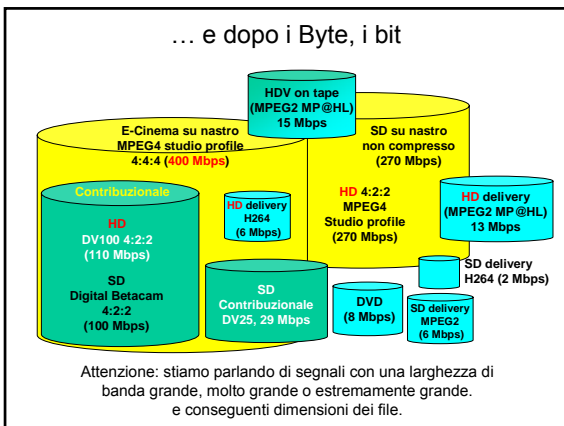 … e dopo i Byte, i bit
HDV on tape
(MPEG2 MP@HL)
15 Mbps
E-Cinema su nastro
MPEG4 studio profile
4:4:4 (400 Mbps)
SD su nastro
non compresso
(270 Mbps)
Contribuzionale
HD
DV100 4:2:2
(110 Mbps)
SD
Digital Betacam
4:2:2
(100 Mbps)
HD delivery
H264
(6 Mbps)
HD 4:2:2
MPEG4
Studio profile
(270 Mbps)
HD delivery
(MPEG2 MP@HL)
13 Mbps
SD delivery
H264 (2 Mbps)
SD
Contribuzionale
DV25, 29 Mbps
DVD
(8 Mbps)
SD delivery
MPEG2
(6 Mbps)
Attenzione: stiamo parlando di segnali con una larghezza di
banda grande, molto grande o estremamente grande.
e conseguenti dimensioni dei file.